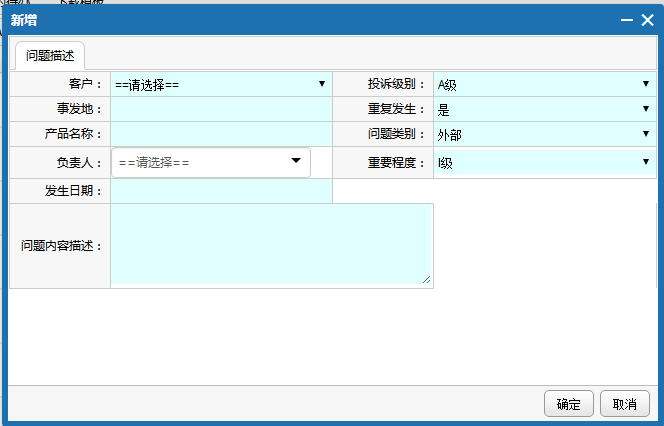 新增
问题描述
客户： ==请选择== 投诉级别： A级
事发地： 重复发生： 是
产品名称： 问题类别： 外部
负责人： ==请选择== 重要程度： I级
发生日期：
问题内容描述：
确定 取消